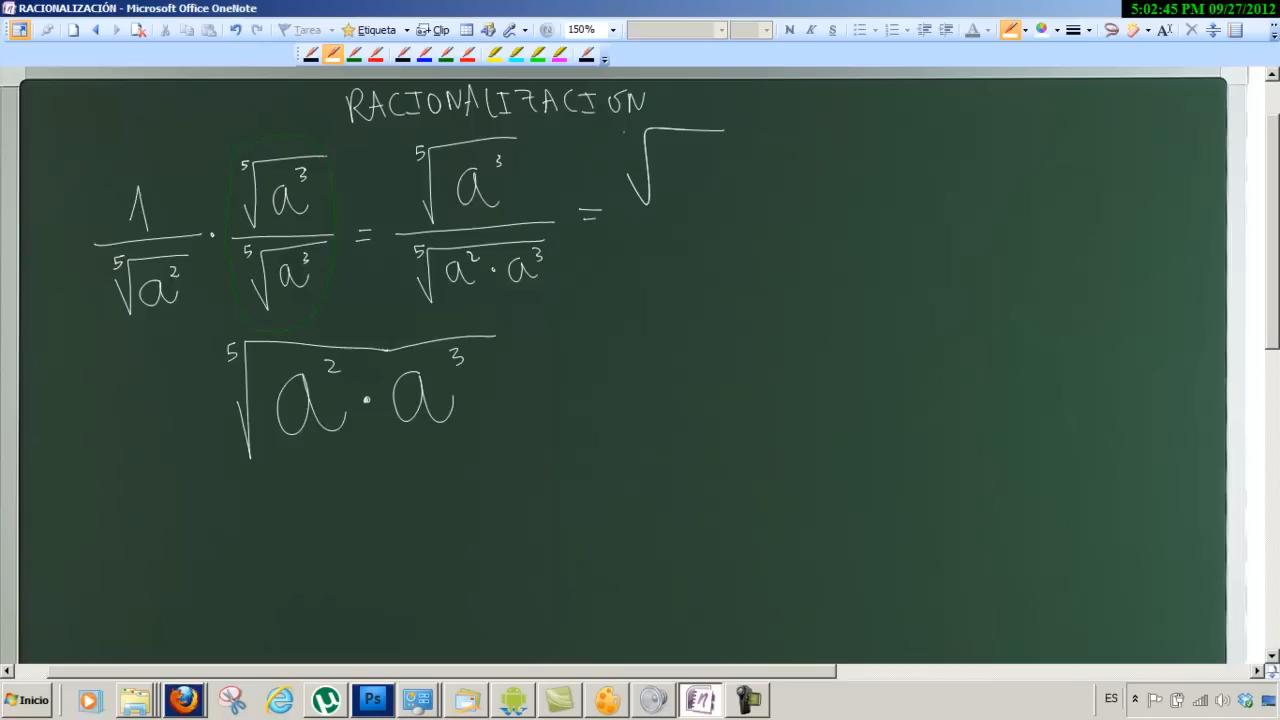 RACIONALIZACIÓN - Microsoft Office OneNote
5:02:45 PM 09/27/2012
Tarea Etiqueta Clip 150% N K S A
RACIONALIZACION
1/⁵√a² · ⁵√a³/⁵√a³ = ⁵√a³/⁵√a² · a³ = √
⁵√a² · a³
Inicio Ps ES